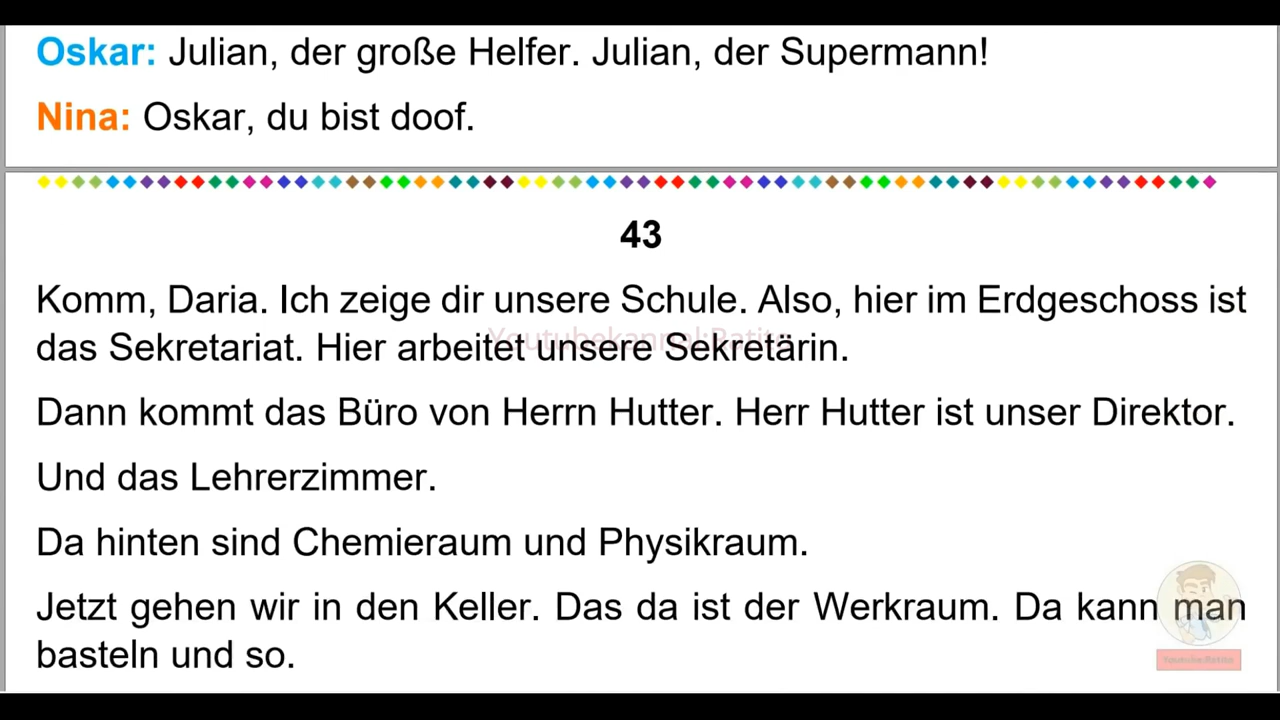 Oskar: Julian, der große Helfer. Julian, der Supermann!
Nina: Oskar, du bist doof.
43
Komm, Daria. Ich zeige dir unsere Schule. Also, hier im Erdgeschoss ist
das Sekretariat. Hier arbeitet unsere Sekretärin.
Dann kommt das Büro von Herrn Hutter. Herr Hutter ist unser Direktor.
Und das Lehrerzimmer.
Da hinten sind Chemieraum und Physikraum.
Jetzt gehen wir in den Keller. Das da ist der Werkraum. Da kann man
basteln und so.